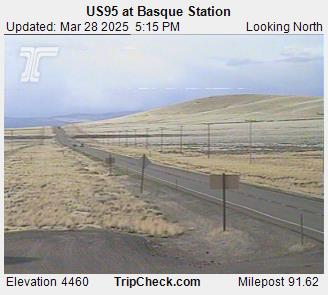 US95 at Basque Station
Updated: Mar 28 2025 5:15 PM Looking North
Elevation 4460 TripCheck.com Milepost 91.62